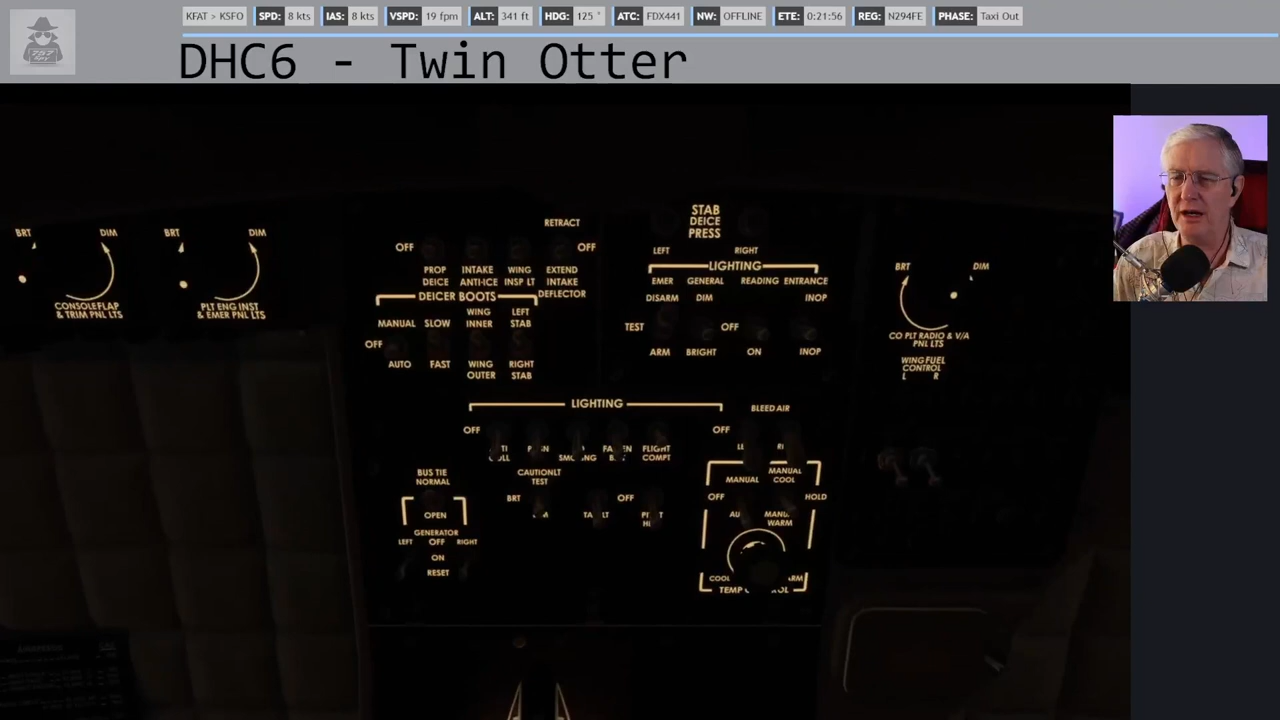 KFAT > KSFO SPD: 8 kts IAS: 8 kts VSPD: 19 fpm ALT: 341 ft HDG: 125 ° ATC: FDX441 NW: OFFLINE ETE: 0:21:56 REG: N294FE PHASE: Taxi Out
DHC6 - Twin Otter
BRT DIM
CONSOLE FLAP
& TRIM PNL LTS
BRT DIM
PLT ENG INST
& EMER PNL LTS
RETRACT
OFF OFF
PROP DEICE
INTAKE ANTI-ICE
WING INSP LT
EXTEND INTAKE DEFLECTOR
DEICER BOOTS
MANUAL SLOW
WING INNER
LEFT STAB
OFF
AUTO FAST
WING OUTER
RIGHT STAB
STAB
DEICE
PRESS
LEFT RIGHT
LIGHTING
EMER GENERAL READING ENTRANCE
DISARM DIM INOP
TEST OFF
ARM BRIGHT ON INOP
BRT DIM
CO PLT RADIO & V/A
PNL LTS
WING FUEL
CONTROL
L R
LIGHTING
OFF
FLIGHT
COMPT
CAUTION LT
TEST
BRT OFF
BLEED AIR
OFF
MANUAL
MANUAL COOL
OFF HOLD
WARM
COOL
BUS TIE
NORMAL
OPEN
GENERATOR
LEFT OFF RIGHT
ON
RESET